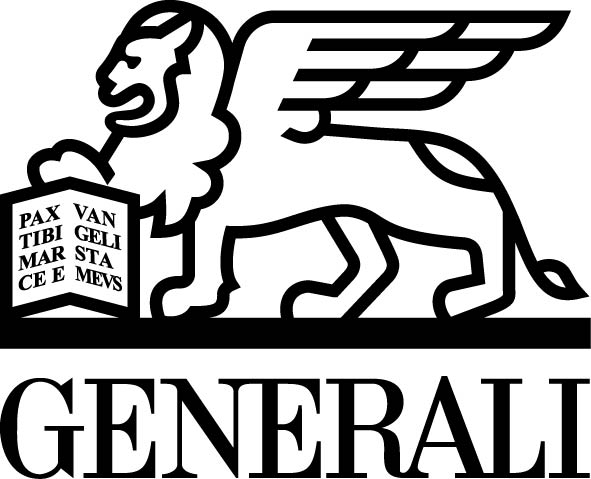 PAX
TIBI
MAR
CE E
VAN
GELI
STA
MEVS
GENERALI